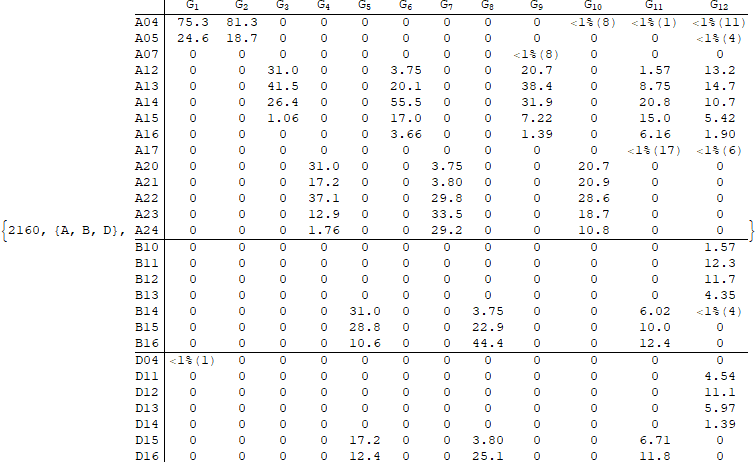 G1 G2 G3 G4 G5 G6 G7 G8 G9 G10 G11 G12
A04 75.3 81.3 0 0 0 0 0 0 0 <1%(8) <1%(1) <1%(11)
A05 24.6 18.7 0 0 0 0 0 0 0 0 0 <1%(4)
A07 0 0 0 0 0 0 0 0 <1%(8) 0 0 0
A12 0 0 31.0 0 0 3.75 0 0 20.7 0 1.57 13.2
A13 0 0 41.5 0 0 20.1 0 0 38.4 0 8.75 14.7
A14 0 0 26.4 0 0 55.5 0 0 31.9 0 20.8 10.7
A15 0 0 1.06 0 0 17.0 0 0 7.22 0 15.0 5.42
A16 0 0 0 0 0 3.66 0 0 1.39 0 6.16 1.90
A17 0 0 0 0 0 0 0 0 0 0 <1%(17) <1%(6)
A20 0 0 0 31.0 0 0 3.75 0 0 20.7 0 0
A21 0 0 0 17.2 0 0 3.80 0 0 20.9 0 0
A22 0 0 0 37.1 0 0 29.8 0 0 28.6 0 0
A23 0 0 0 12.9 0 0 33.5 0 0 18.7 0 0
{2160, {A, B, D}, A24 0 0 0 1.76 0 0 29.2 0 0 10.8 0 0 }
B10 0 0 0 0 0 0 0 0 0 0 0 1.57
B11 0 0 0 0 0 0 0 0 0 0 0 12.3
B12 0 0 0 0 0 0 0 0 0 0 0 11.7
B13 0 0 0 0 0 0 0 0 0 0 0 4.35
B14 0 0 0 0 31.0 0 0 3.75 0 0 6.02 <1%(4)
B15 0 0 0 0 28.8 0 0 22.9 0 0 10.0 0
B16 0 0 0 0 10.6 0 0 44.4 0 0 12.4 0
D04 <1%(1) 0 0 0 0 0 0 0 0 0 0 0
D11 0 0 0 0 0 0 0 0 0 0 0 4.54
D12 0 0 0 0 0 0 0 0 0 0 0 11.1
D13 0 0 0 0 0 0 0 0 0 0 0 5.97
D14 0 0 0 0 0 0 0 0 0 0 0 1.39
D15 0 0 0 0 17.2 0 0 3.80 0 0 6.71 0
D16 0 0 0 0 12.4 0 0 25.1 0 0 11.8 0